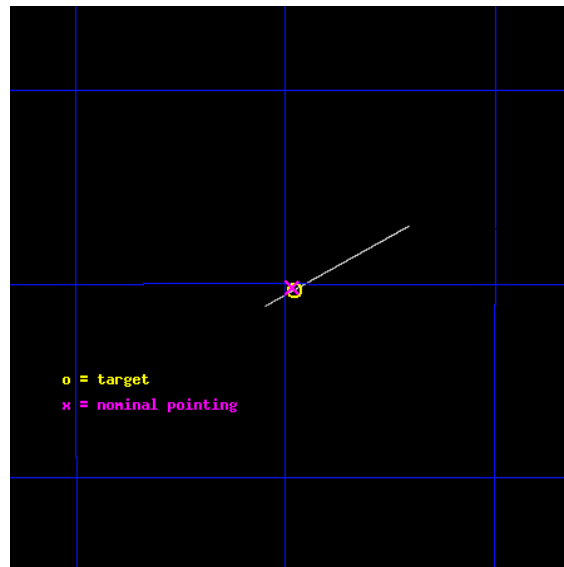 o = target
x = nominal pointing